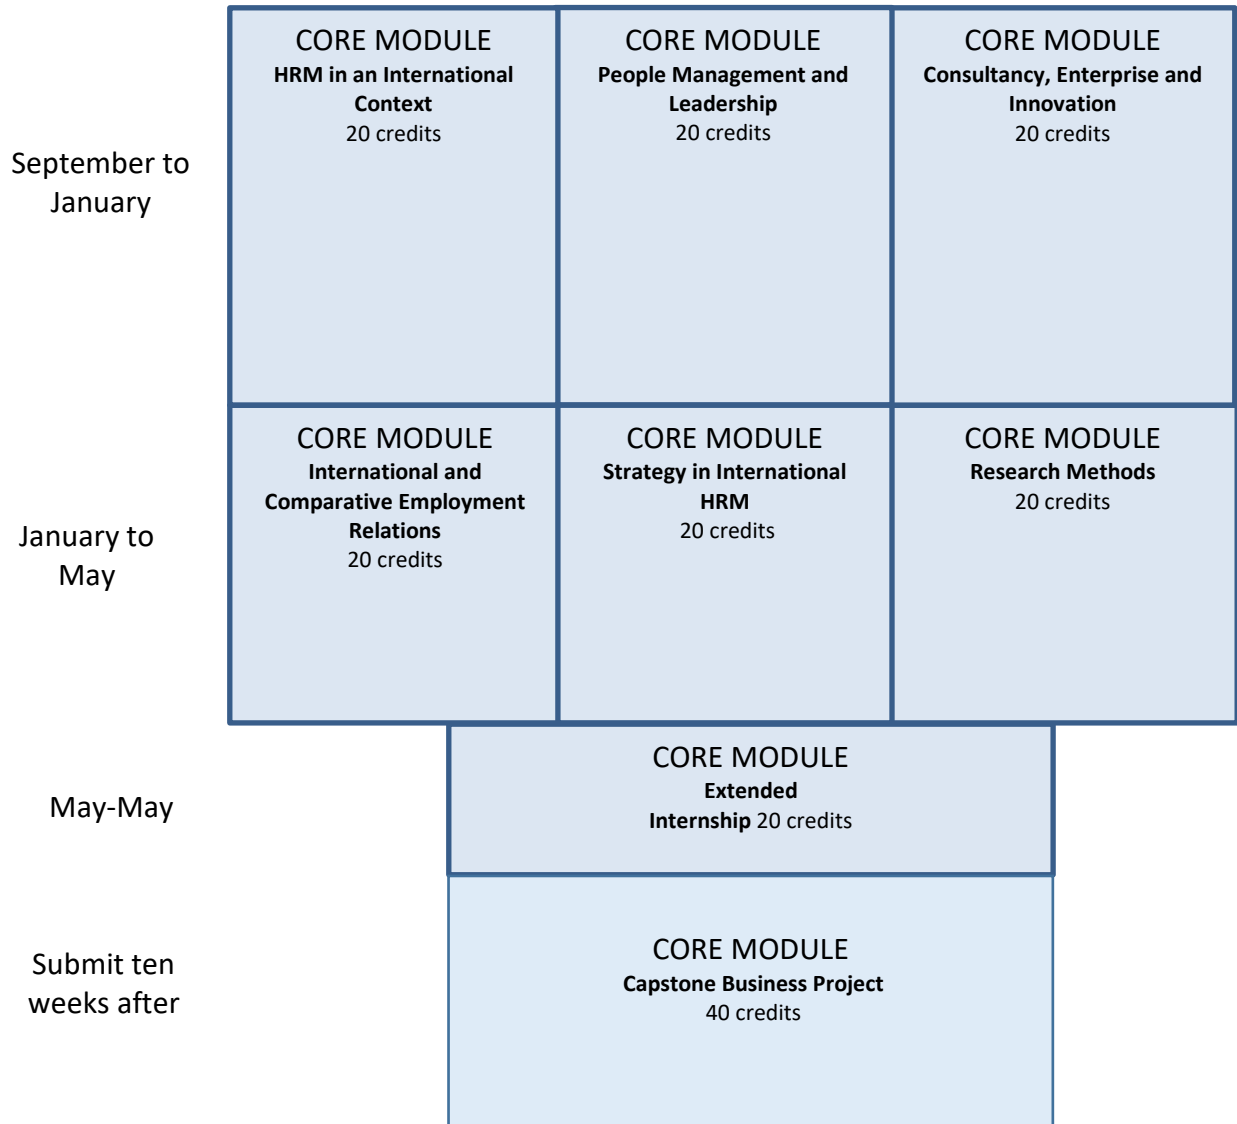 September to
January
CORE MODULE
HRM in an International
Context
20 credits
CORE MODULE
People Management and
Leadership
20 credits
CORE MODULE
Consultancy, Enterprise and
Innovation
20 credits
January to
May
CORE MODULE
International and
Comparative Employment
Relations
20 credits
CORE MODULE
Strategy in International
HRM
20 credits
CORE MODULE
Research Methods
20 credits
May-May
CORE MODULE
Extended
Internship 20 credits
Submit ten
weeks after
CORE MODULE
Capstone Business Project
40 credits